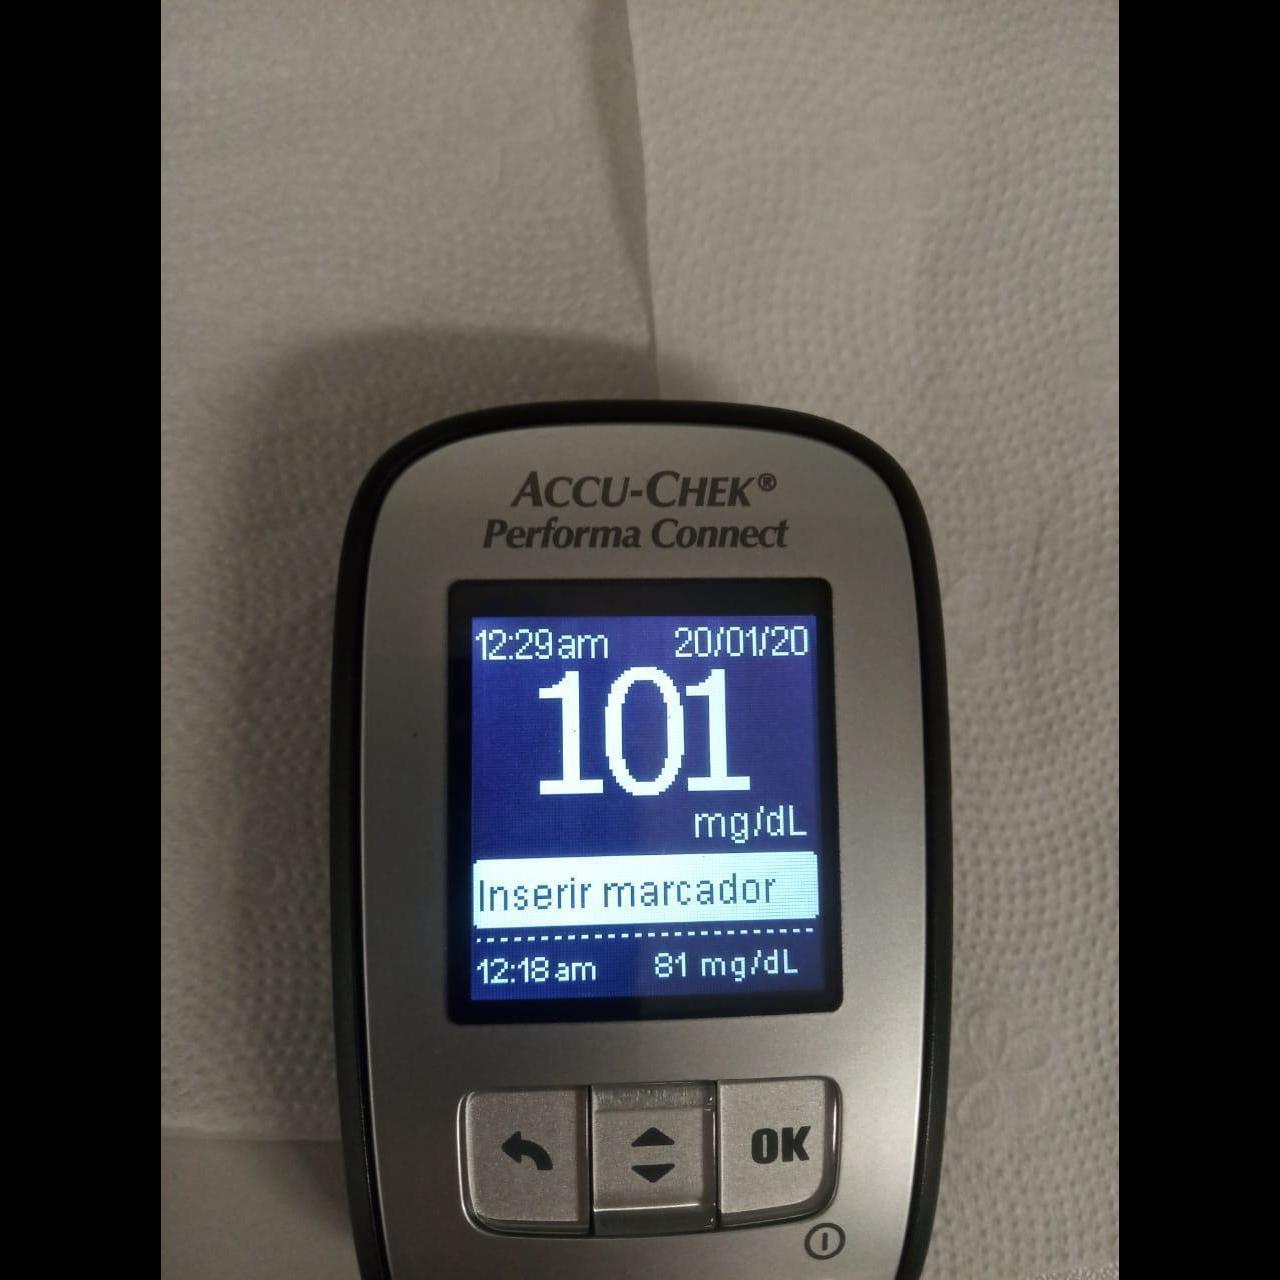 ACCU-CHEK®
Performa Connect
12:29am 20/01/20
101
mg/dL
Inserir marcador
12:18am 81 mg/dL
OK